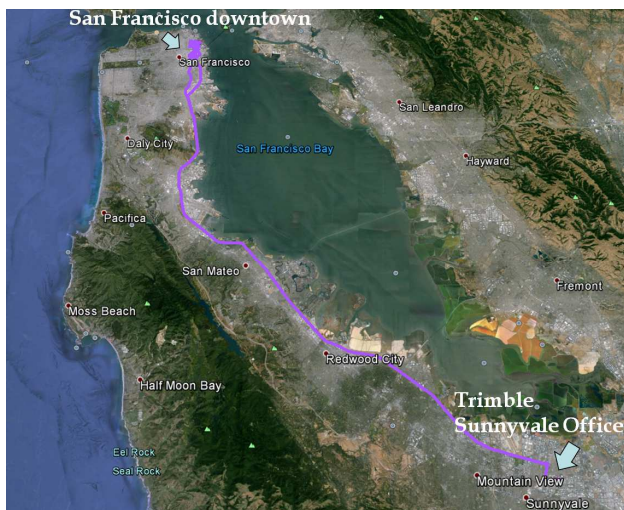 San Francisco downtown
San Francisco
San Leandro
Daly City
San Francisco Bay
Hayward
Pacifica
San Mateo
Fremont
Moss Beach
Redwood City
Half Moon Bay
Trimble
Sunnyvale Office
Eel Rock
Seal Rock
Mountain View
Sunnyvale